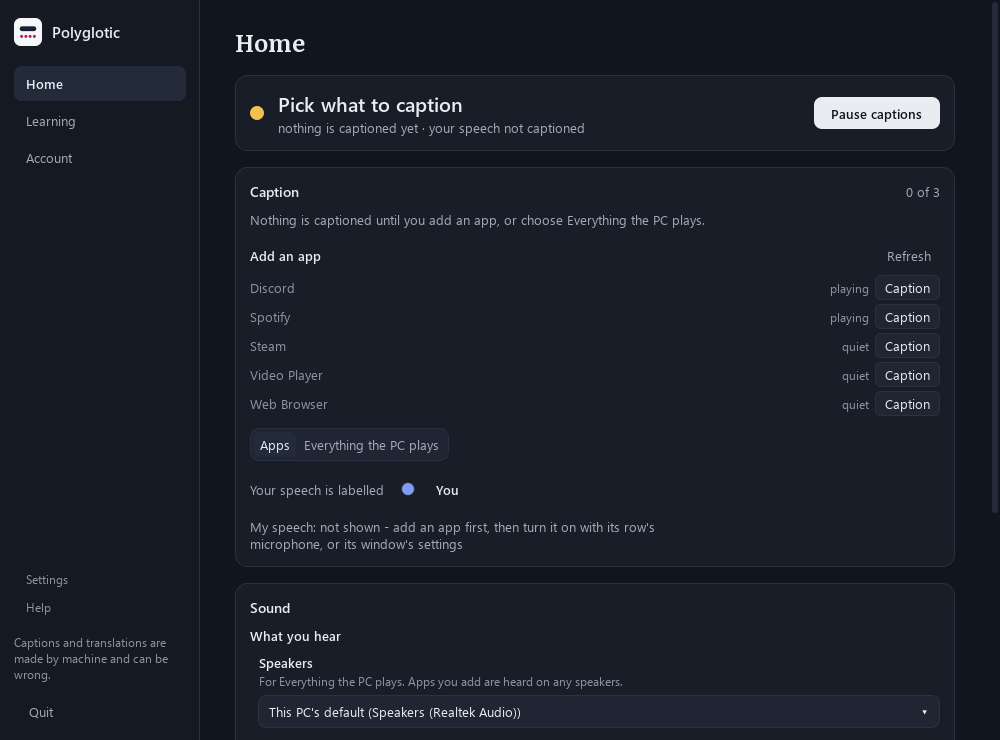 Polyglotic
Home
Learning
Account
Settings
Help
Captions and translations are
made by machine and can be
wrong.
Quit
Home
Pick what to caption
nothing is captioned yet · your speech not captioned
Pause captions
Caption
0 of 3
Nothing is captioned until you add an app, or choose Everything the PC plays.
Add an app
Refresh
Discord
playing
Caption
Spotify
playing
Caption
Steam
quiet
Caption
Video Player
quiet
Caption
Web Browser
quiet
Caption
Apps
Everything the PC plays
Your speech is labelled
You
My speech: not shown - add an app first, then turn it on with its row's
microphone, or its window's settings
Sound
What you hear
Speakers
For Everything the PC plays. Apps you add are heard on any speakers.
This PC's default (Speakers (Realtek Audio))